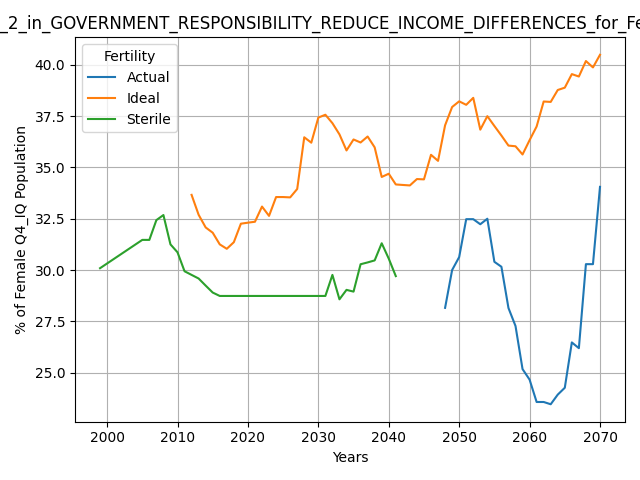 _2_in_GOVERNMENT_RESPONSIBILITY_REDUCE_INCOME_DIFFERENCES_for_Fe
Fertility
Actual
Ideal
Sterile
% of Female Q4_IQ Population
40.0
37.5
35.0
32.5
30.0
27.5
25.0
2000 2010 2020 2030 2040 2050 2060 2070
Years